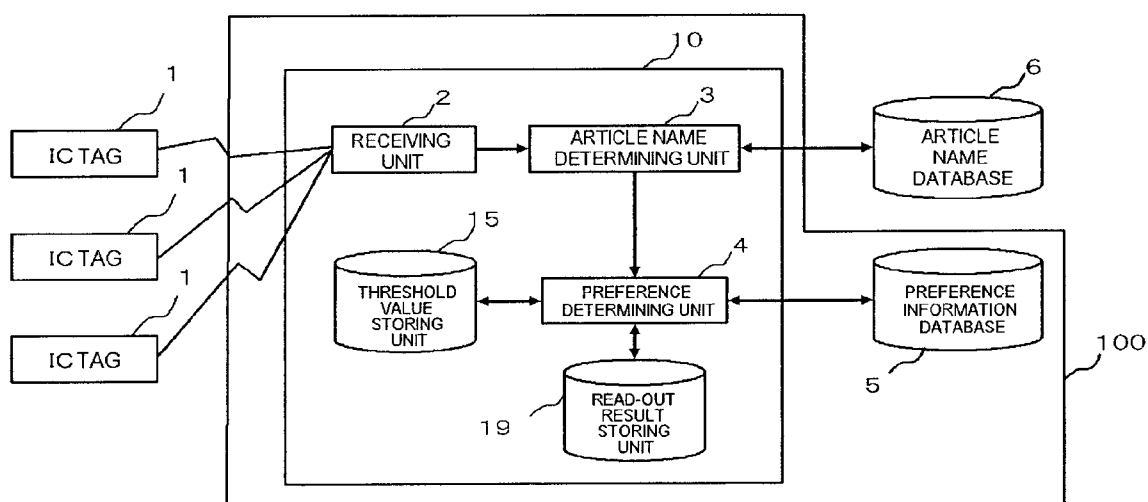 10
1
IC TAG
2
RECEIVING
UNIT
3
ARTICLE NAME
DETERMINING UNIT
6
ARTICLE
NAME
DATABASE
1
IC TAG
15
THRESHOLD
VALUE
STORING
UNIT
4
PREFERENCE
DETERMINING UNIT
PREFERENCE
INFORMATION
DATABASE
5
100
1
IC TAG
19
READ-OUT
RESULT
STORING
UNIT